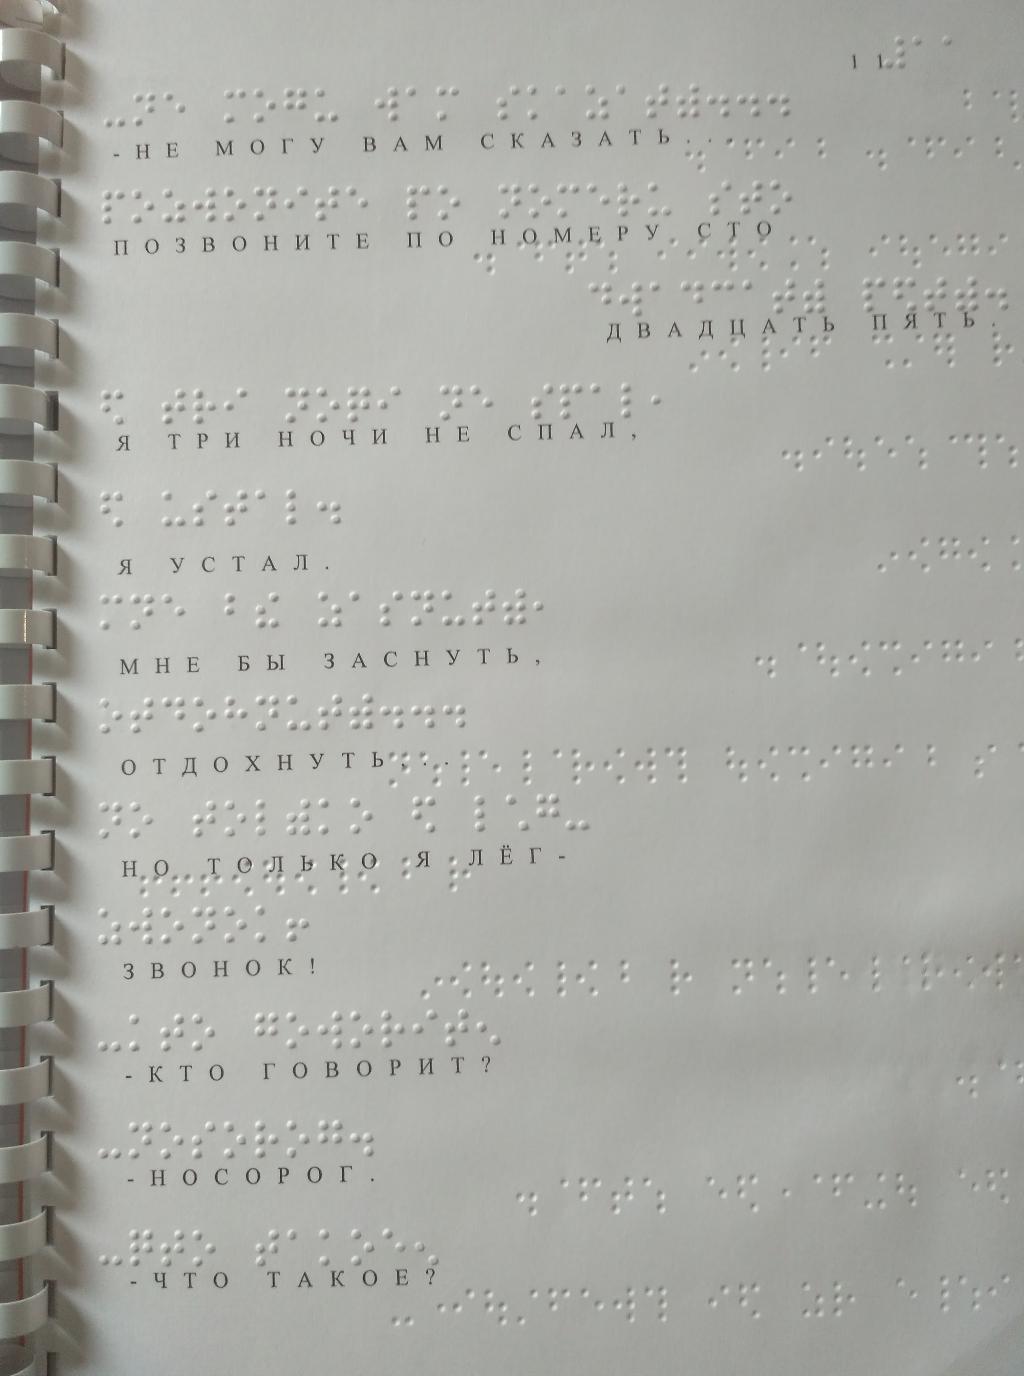 11
-НЕ МОГУ ВАМ СКАЗАТЬ...
ПОЗВОНИТЕ ПО НОМЕРУ СТО
ДВАДЦАТЬ ПЯТЬ.
Я ТРИ НОЧИ НЕ СПАЛ,
Я УСТАЛ.
МНЕ БЫ ЗАСНУТЬ,
ОТДОХНУТЬ...
НО ТОЛЬКО Я ЛЁГ-
ЗВОНОК!
-КТО ГОВОРИТ?
-НОСОРОГ.
-ЧТО ТАКОЕ?